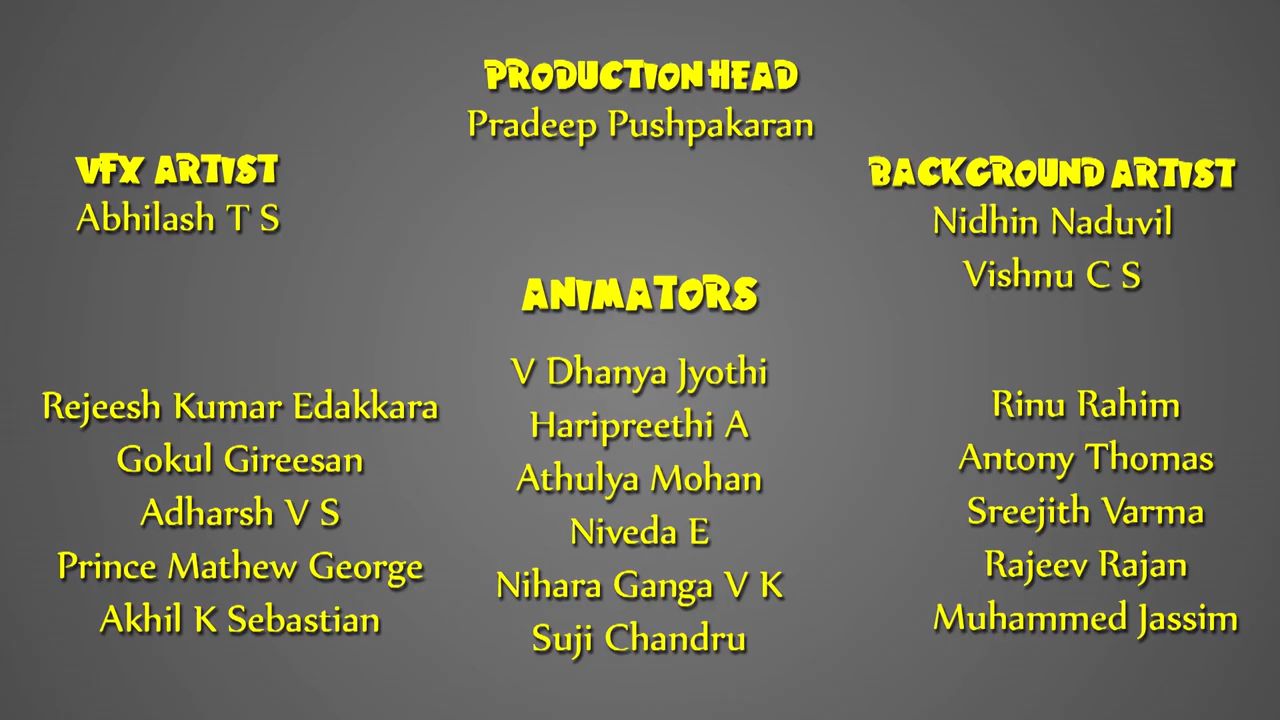 PRODUCTION HEAD
Pradeep Pushpakaran
VFX ARTIST
Abhilash T S
BACKGROUND ARTIST
Nidhin Naduvil
Vishnu C S
ANIMATORS
Rejeesh Kumar Edakkara
Gokul Gireesan
Adharsh V S
Prince Mathew George
Akhil K Sebastian
V Dhanya Jyothi
Haripreethi A
Athulya Mohan
Niveda E
Nihara Ganga V K
Suji Chandru
Rinu Rahim
Antony Thomas
Sreejith Varma
Rajeev Rajan
Muhammed Jassim